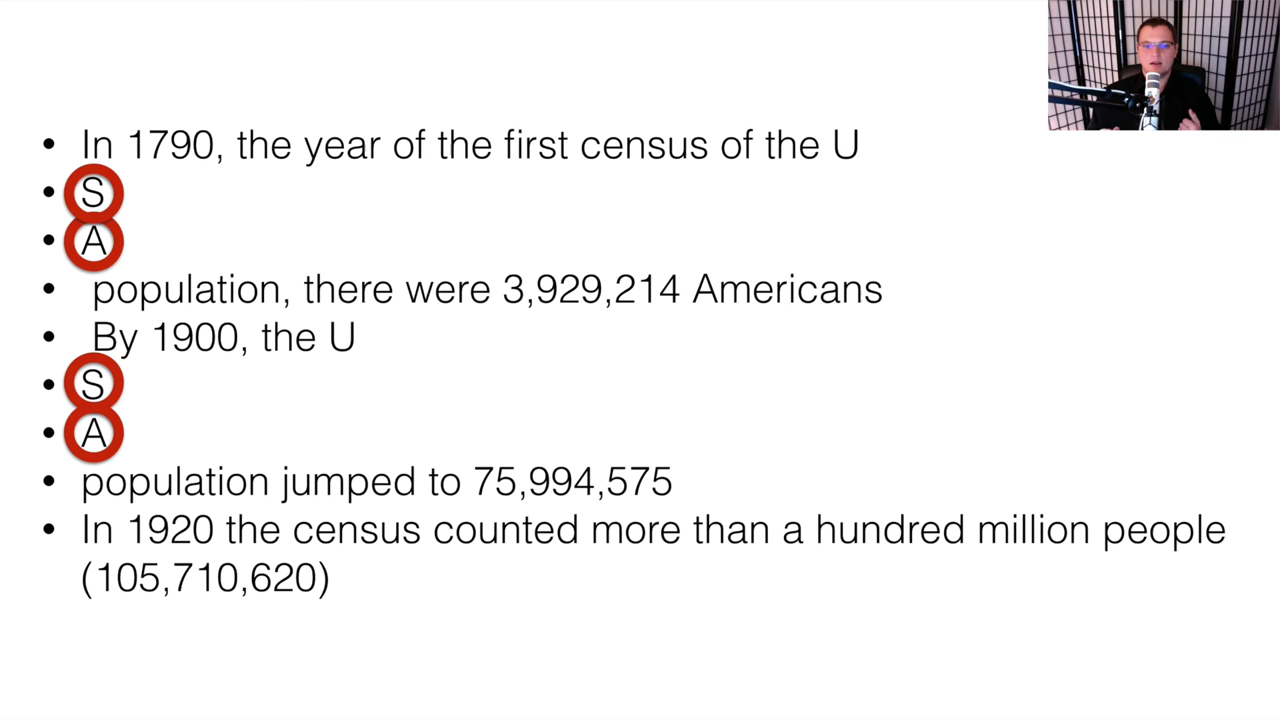 • In 1790, the year of the first census of the U
• S
• A
• population, there were 3,929,214 Americans
• By 1900, the U
• S
• A
• population jumped to 75,994,575
• In 1920 the census counted more than a hundred million people
(105,710,620)